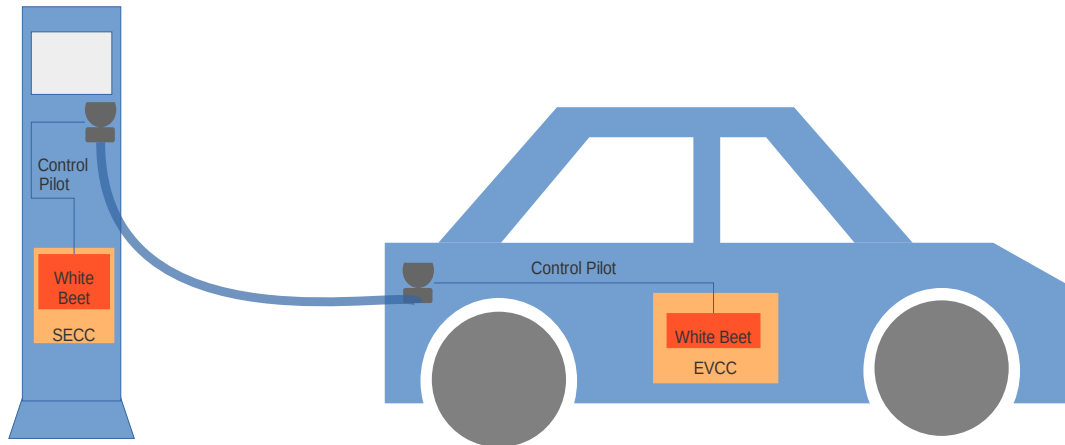 Control
Pilot
White
Beet
SECC
Control Pilot
White Beet
EVCC